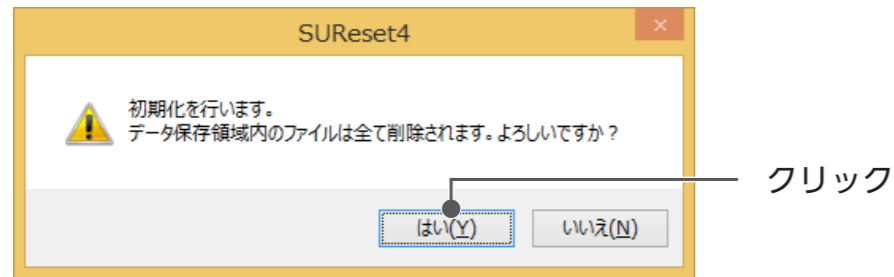 SUReset4
初期化を行います。
データ保存領域内のファイルは全て削除されます。よろしいですか？
クリック
はい(Y)
いいえ(N)